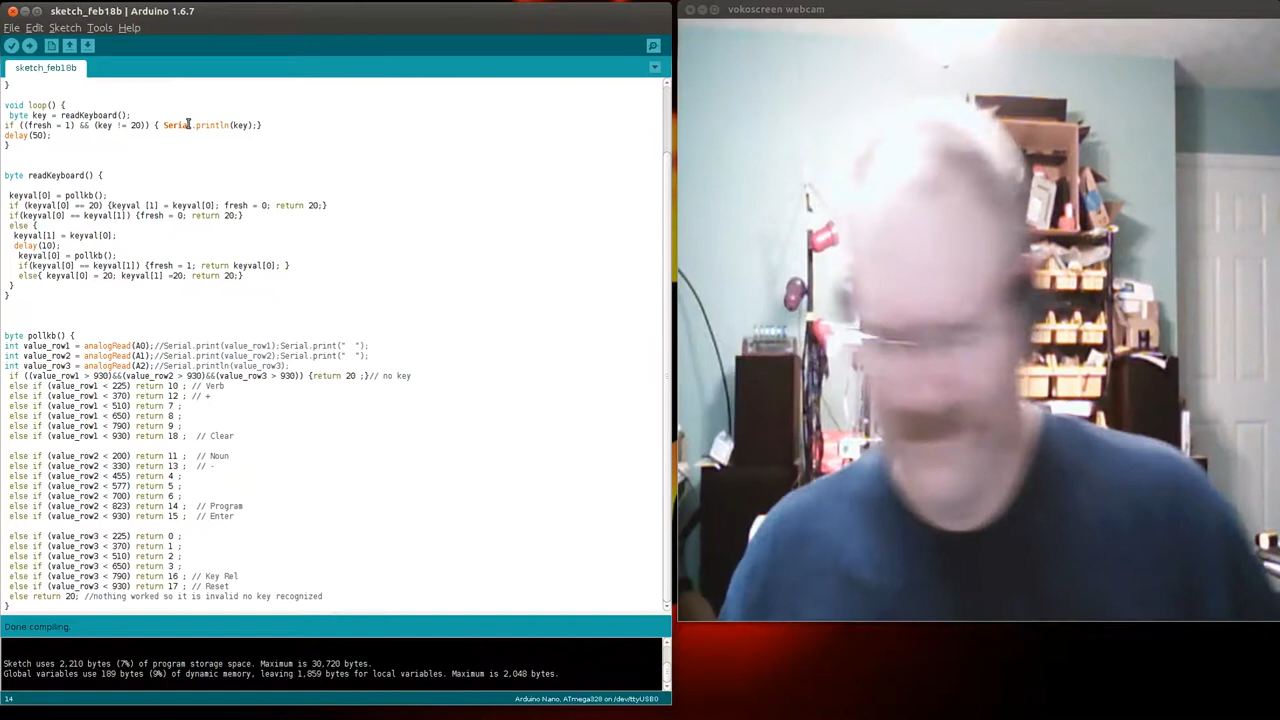 sketch_feb18b | Arduino 1.6.7
File Edit Sketch Tools Help
sketch_feb18b
}
void loop() {
byte key = readKeyboard();
if ((fresh = 1) && (key != 20)) { Serial.println(key);}
delay(50);
}
byte readKeyboard() {
keyval[0] = pollkb();
if (keyval[0] == 20) {keyval [1] = keyval[0]; fresh = 0; return 20;}
if(keyval[0] == keyval[1]) {fresh = 0; return 20;}
else {
keyval[1] = keyval[0];
delay(10);
keyval[0] = pollkb();
if(keyval[0] == keyval[1]) {fresh = 1; return keyval[0]; }
else{ keyval[0] = 20; keyval[1] =20; return 20;}
}
}
byte pollkb() {
int value_row1 = analogRead(A0);//Serial.print(value_row1);Serial.print("  ");
int value_row2 = analogRead(A1);//Serial.print(value_row2);Serial.print("  ");
int value_row3 = analogRead(A2);//Serial.println(value_row3);
if ((value_row1 > 930)&&(value_row2 > 930)&&(value_row3 > 930)) {return 20 ;}// no key
else if (value_row1 < 225) return 10 ; // Verb
else if (value_row1 < 370) return 12 ; // +
else if (value_row1 < 510) return 7 ;
else if (value_row1 < 650) return 8 ;
else if (value_row1 < 790) return 9 ;
else if (value_row1 < 930) return 18 ;  // Clear
else if (value_row2 < 200) return 11 ;  // Noun
else if (value_row2 < 330) return 13 ;  // -
else if (value_row2 < 455) return 4 ;
else if (value_row2 < 577) return 5 ;
else if (value_row2 < 700) return 6 ;
else if (value_row2 < 823) return 14 ;  // Program
else if (value_row2 < 930) return 15 ;  // Enter
else if (value_row3 < 225) return 0 ;
else if (value_row3 < 370) return 1 ;
else if (value_row3 < 510) return 2 ;
else if (value_row3 < 650) return 3 ;
else if (value_row3 < 790) return 16 ; // Key Rel
else if (value_row3 < 930) return 17 ; // Reset
else return 20; //nothing worked so it is invalid no key recognized
}
Done compiling.
Sketch uses 2,210 bytes (7%) of program storage space. Maximum is 30,720 bytes.
Global variables use 189 bytes (9%) of dynamic memory, leaving 1,859 bytes for local variables. Maximum is 2,048 bytes.
14
Arduino Nano, ATmega328 on /dev/ttyUSB0
vokoscreen webcam